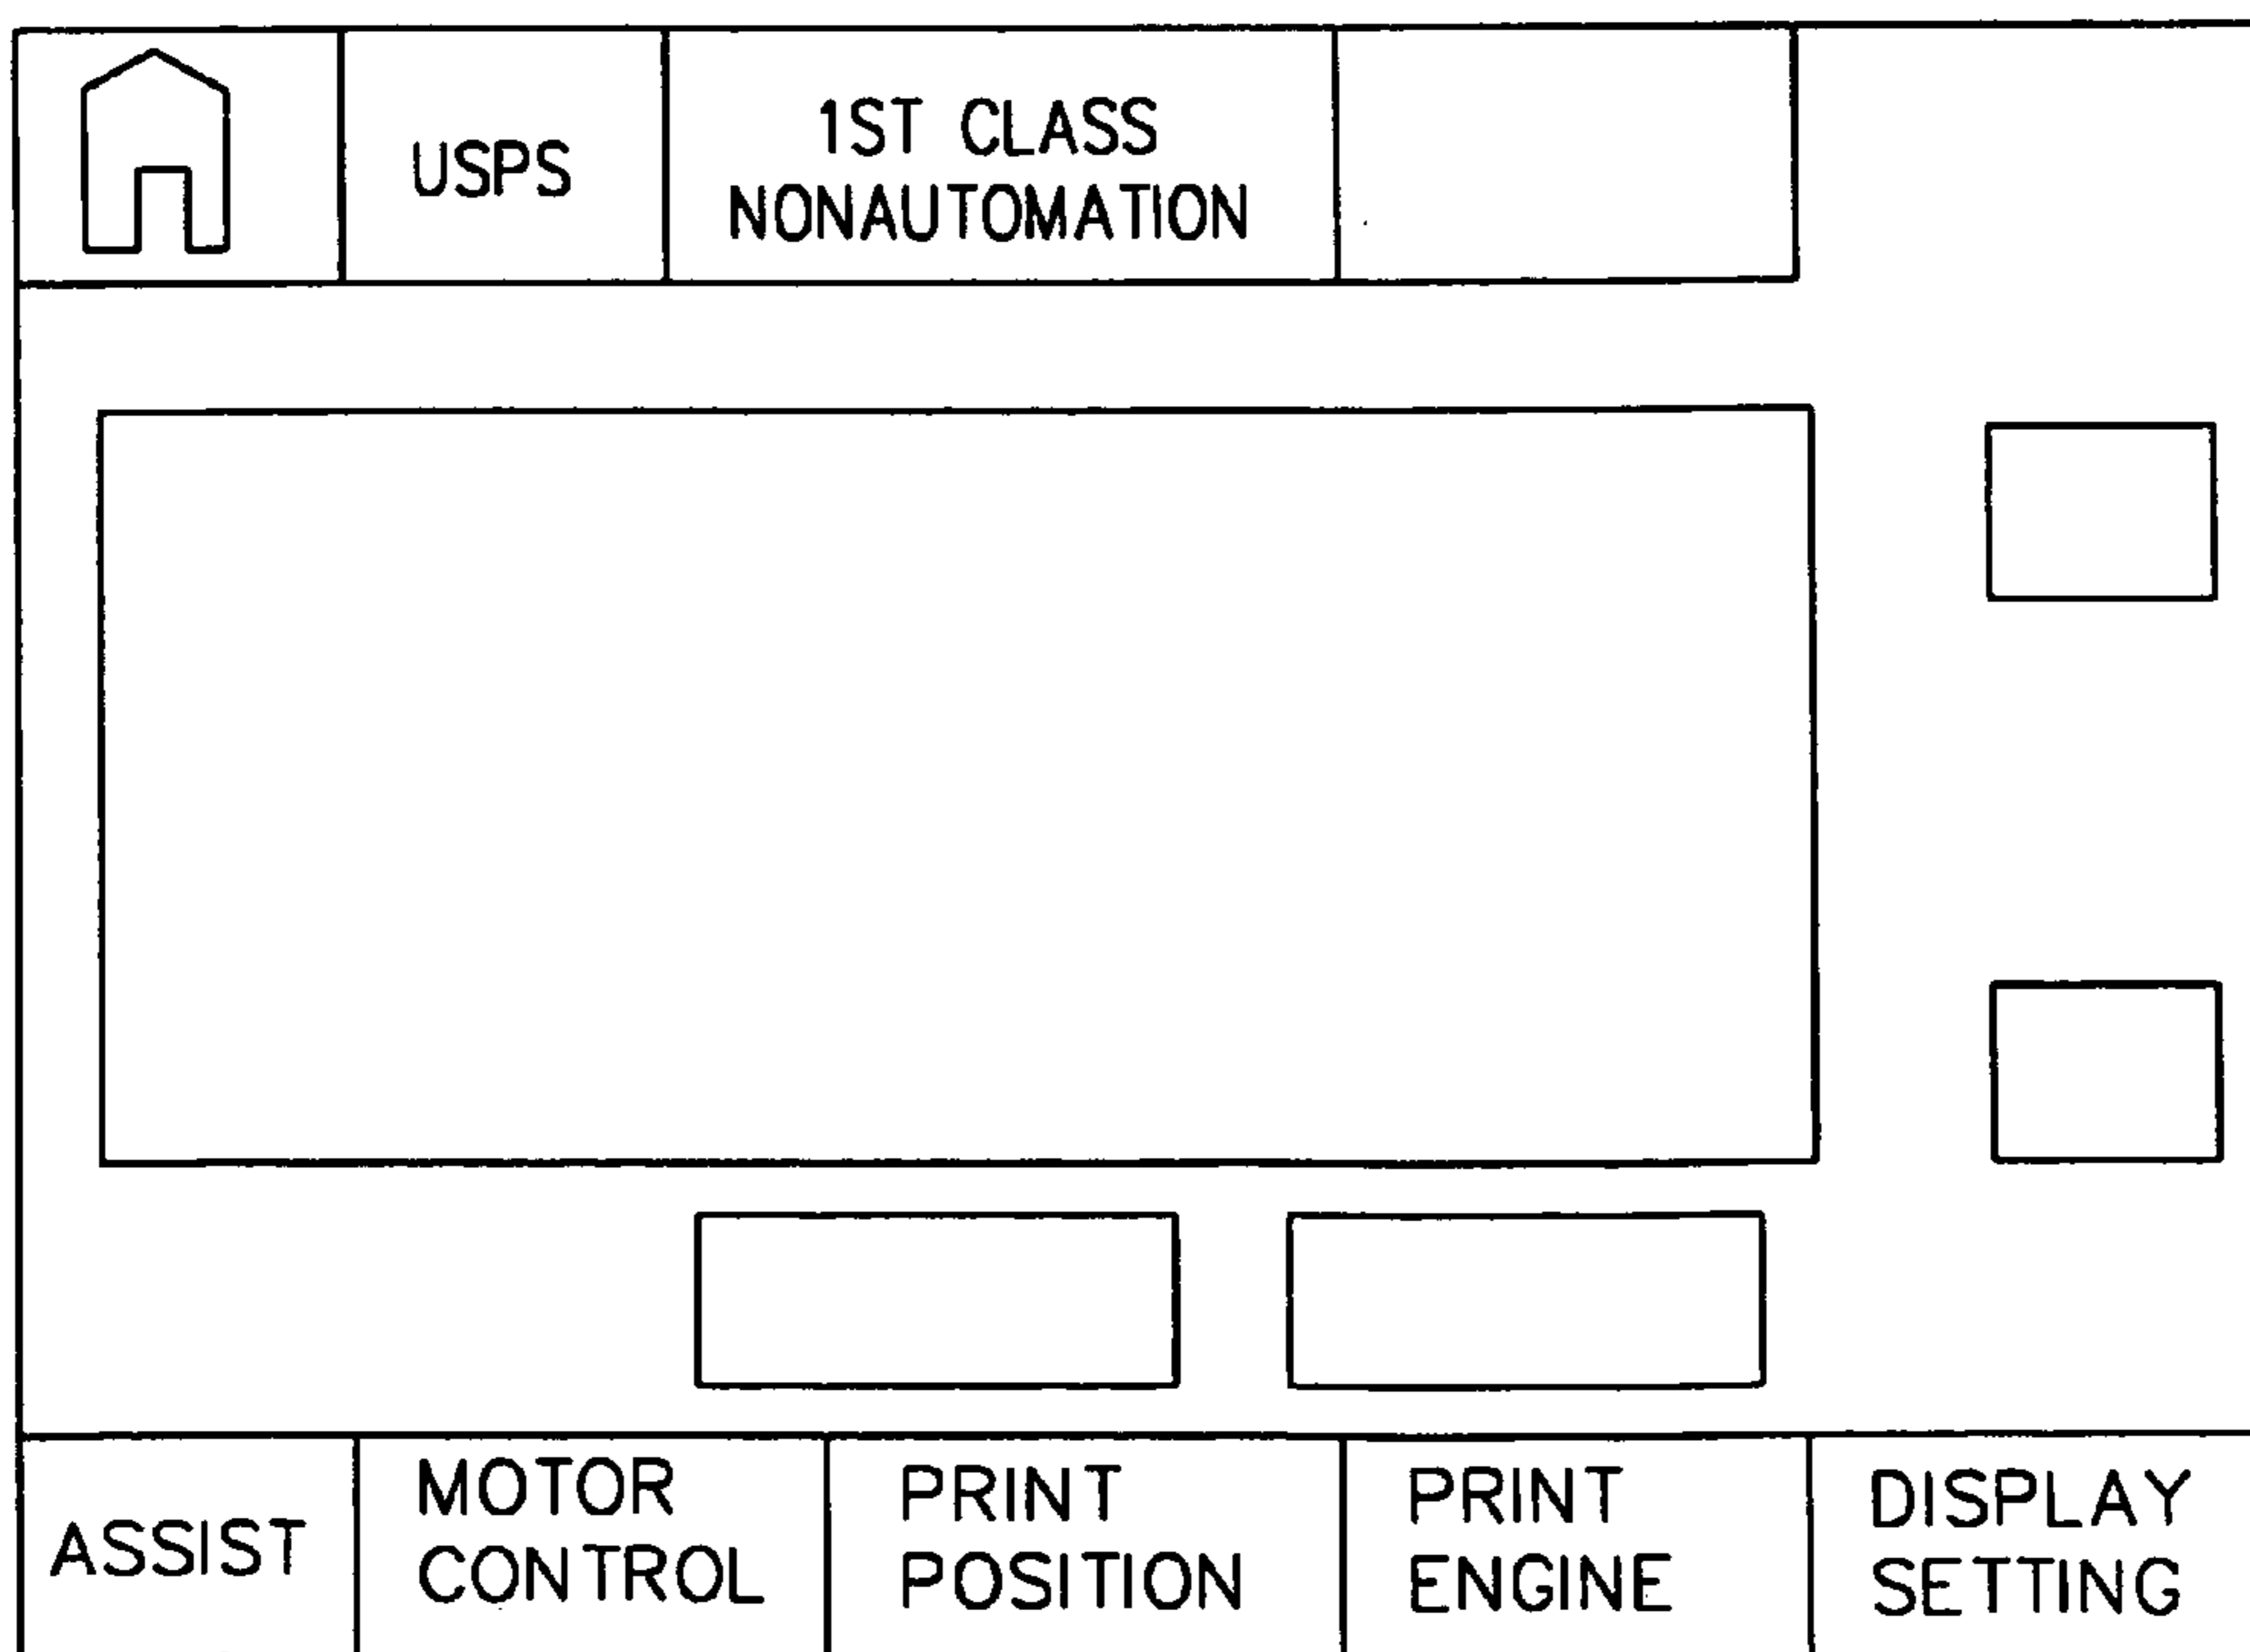 USPS
1ST CLASS
NONAUTOMATION
ASSIST
MOTOR
CONTROL
PRINT
POSITION
PRINT
ENGINE
DISPLAY
SETTING